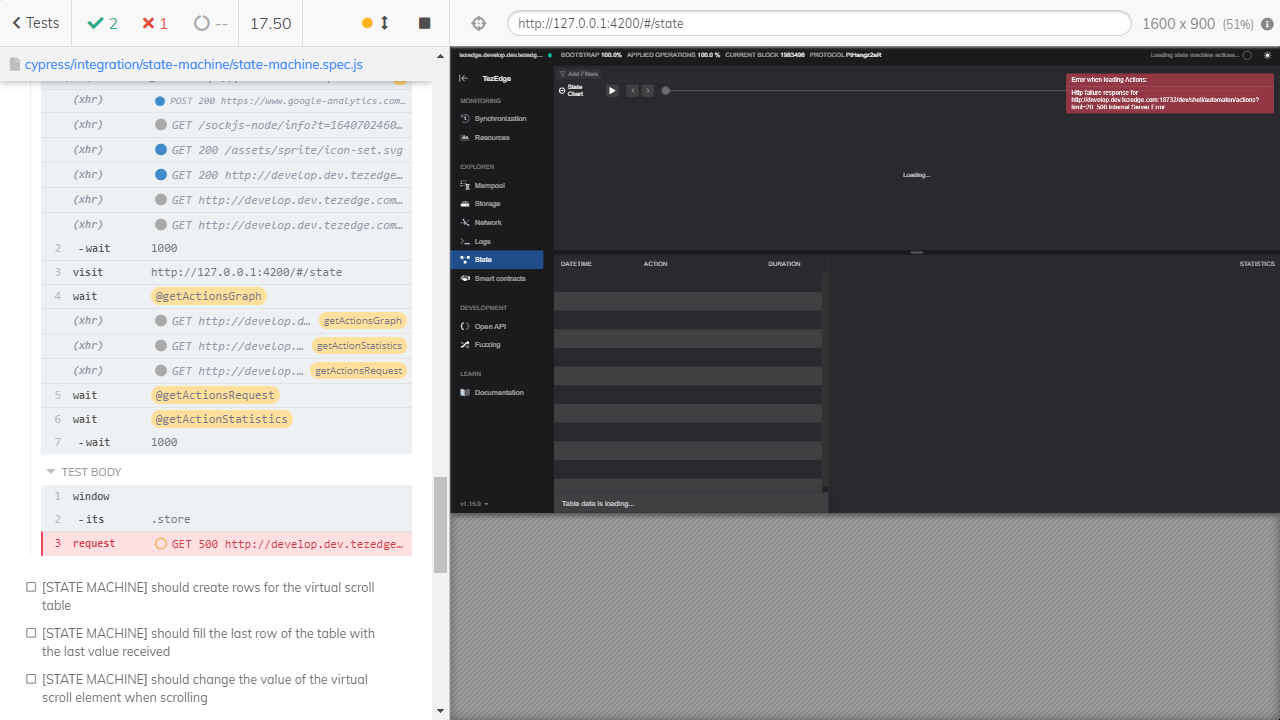 Tests
2
1
--
17.50
http://127.0.0.1:4200/#/state
1600 x 900 (51%)
cypress/integration/state-machine/state-machine.spec.js
(xhr) POST 200 https://www.google-analytics.com...
(xhr) GET /sockjs-node/info?t=1640702460...
(xhr) GET 200 /assets/sprite/icon-set.svg
(xhr) GET 200 http://develop.dev.tezedge...
(xhr) GET http://develop.dev.tezedge.com...
(xhr) GET http://develop.dev.tezedge.com...
2 -wait 1000
3 visit http://127.0.0.1:4200/#/state
4 wait @getActionsGraph
(xhr) GET http://develop.d... getActionsGraph
(xhr) GET http://develop.... getActionStatistics
(xhr) GET http://develop.... getActionsRequest
5 wait @getActionsRequest
6 wait @getActionStatistics
7 -wait 1000
TEST BODY
1 window
2 -its .store
3 request GET 500 http://develop.dev.tezedge...
[STATE MACHINE] should create rows for the virtual scroll
table
[STATE MACHINE] should fill the last row of the table with
the last value received
[STATE MACHINE] should change the value of the virtual
scroll element when scrolling
tezedge.develop.dev.tezedg...
BOOTSTRAP 100.0% APPLIED OPERATIONS 100.0 % CURRENT BLOCK 1983496 PROTOCOL PtHangz2aR
Loading state machine actions...
TezEdge
MONITORING
Synchronization
Resources
EXPLORER
Mempool
Storage
Network
Logs
State
Smart contracts
DEVELOPMENT
Open API
Fuzzing
LEARN
Documentation
v1.15.0
Add Filters
State
Chart
Error when loading Actions:
Http failure response for
http://develop.dev.tezedge.com:18732/dev/shell/automaton/actions?
limit=20: 500 Internal Server Error
Loading...
DATETIME ACTION DURATION STATISTICS
Table data is loading...